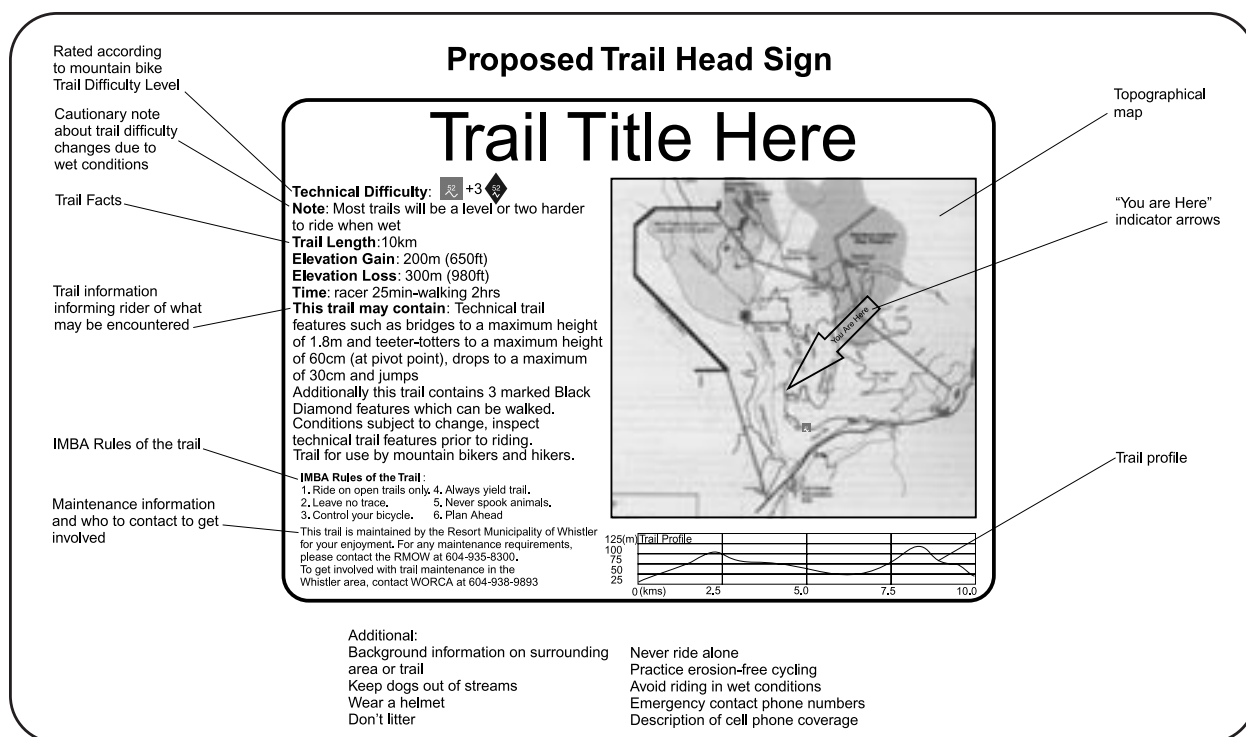 Proposed Trail Head Sign
Rated according
to mountain bike
Trail Difficulty Level
Cautionary note
about trail difficulty
changes due to
wet conditions
Trail Facts
Trail information
informing rider of what
may be encountered
IMBA Rules of the trail
Maintenance information
and who to contact to get
involved
Trail Title Here
Technical Difficulty: 52 +3 52
Note: Most trails will be a level or two harder
to ride when wet
Trail Length:10km
Elevation Gain: 200m (650ft)
Elevation Loss: 300m (980ft)
Time: racer 25min-walking 2hrs
This trail may contain: Technical trail
features such as bridges to a maximum height
of 1.8m and teeter-totters to a maximum height
of 60cm (at pivot point), drops to a maximum
of 30cm and jumps
Additionally this trail contains 3 marked Black
Diamond features which can be walked.
Conditions subject to change, inspect
technical trail features prior to riding.
Trail for use by mountain bikers and hikers.
IMBA Rules of the Trail:
1. Ride on open trails only. 4. Always yield trail.
2. Leave no trace. 5. Never spook animals.
3. Control your bicycle. 6. Plan Ahead
This trail is maintained by the Resort Municipality of Whistler
for your enjoyment. For any maintenance requirements,
please contact the RMOW at 604-935-8300.
To get involved with trail maintenance in the
Whistler area, contact WORCA at 604-938-9893
You Are Here
125(m) Trail Profile
100
75
50
25
0 (kms) 2.5 5.0 7.5 10.0
Topographical
map
“You are Here”
indicator arrows
Trail profile
Additional:
Background information on surrounding
area or trail
Keep dogs out of streams
Wear a helmet
Don’t litter
Never ride alone
Practice erosion-free cycling
Avoid riding in wet conditions
Emergency contact phone numbers
Description of cell phone coverage